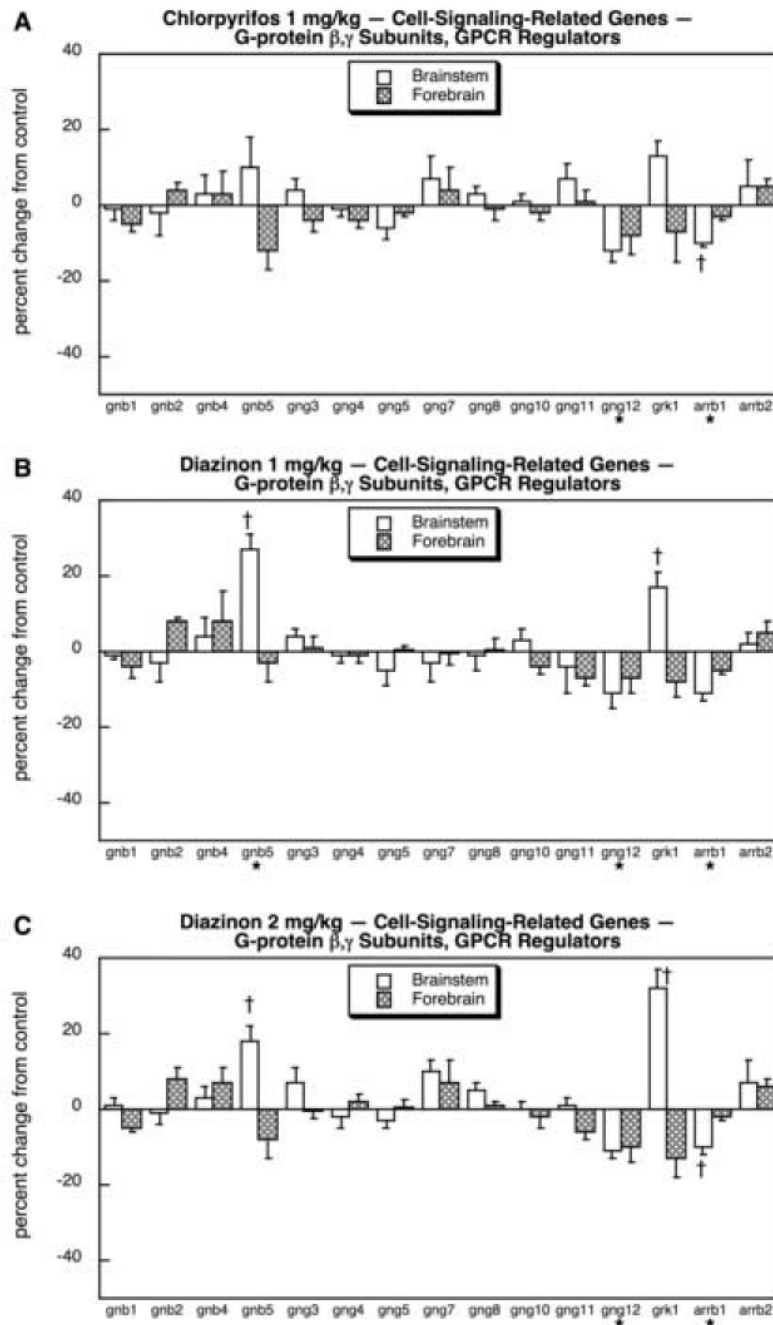 A
Chlorpyrifos 1 mg/kg — Cell-Signaling-Related Genes —
G-protein β,γ Subunits, GPCR Regulators
percent change from control
40
20
0
-20
-40
Brainstem
Forebrain
†
gnb1 gnb2 gnb4 gnb5 gng3 gng4 gng5 gng7 gng8 gng10 gng11 gng12 grk1 arrb1 arrb2
★ ★
B
Diazinon 1 mg/kg — Cell-Signaling-Related Genes —
G-protein β,γ Subunits, GPCR Regulators
percent change from control
40
20
0
-20
-40
Brainstem
Forebrain
† †
gnb1 gnb2 gnb4 gnb5 gng3 gng4 gng5 gng7 gng8 gng10 gng11 gng12 grk1 arrb1 arrb2
★ ★ ★
C
Diazinon 2 mg/kg — Cell-Signaling-Related Genes —
G-protein β,γ Subunits, GPCR Regulators
percent change from control
40
20
0
-20
-40
Brainstem
Forebrain
† † †
gnb1 gnb2 gnb4 gnb5 gng3 gng4 gng5 gng7 gng8 gng10 gng11 gng12 grk1 arrb1 arrb2
★ ★